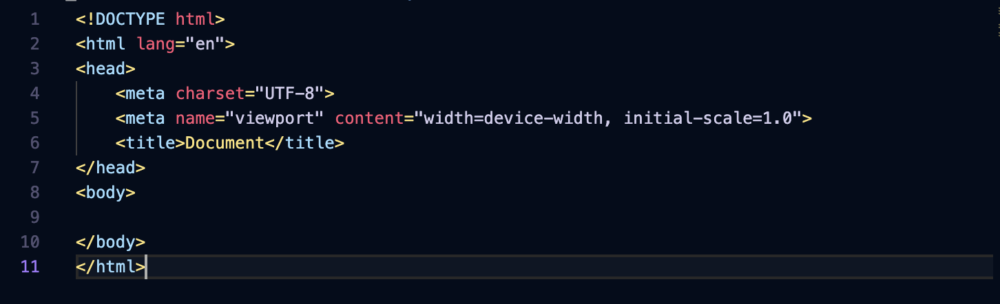 1 <!DOCTYPE html>
2 <html lang="en">
3 <head>
4     <meta charset="UTF-8">
5     <meta name="viewport" content="width=device-width, initial-scale=1.0">
6     <title>Document</title>
7 </head>
8 <body>
9
10 </body>
11 </html>